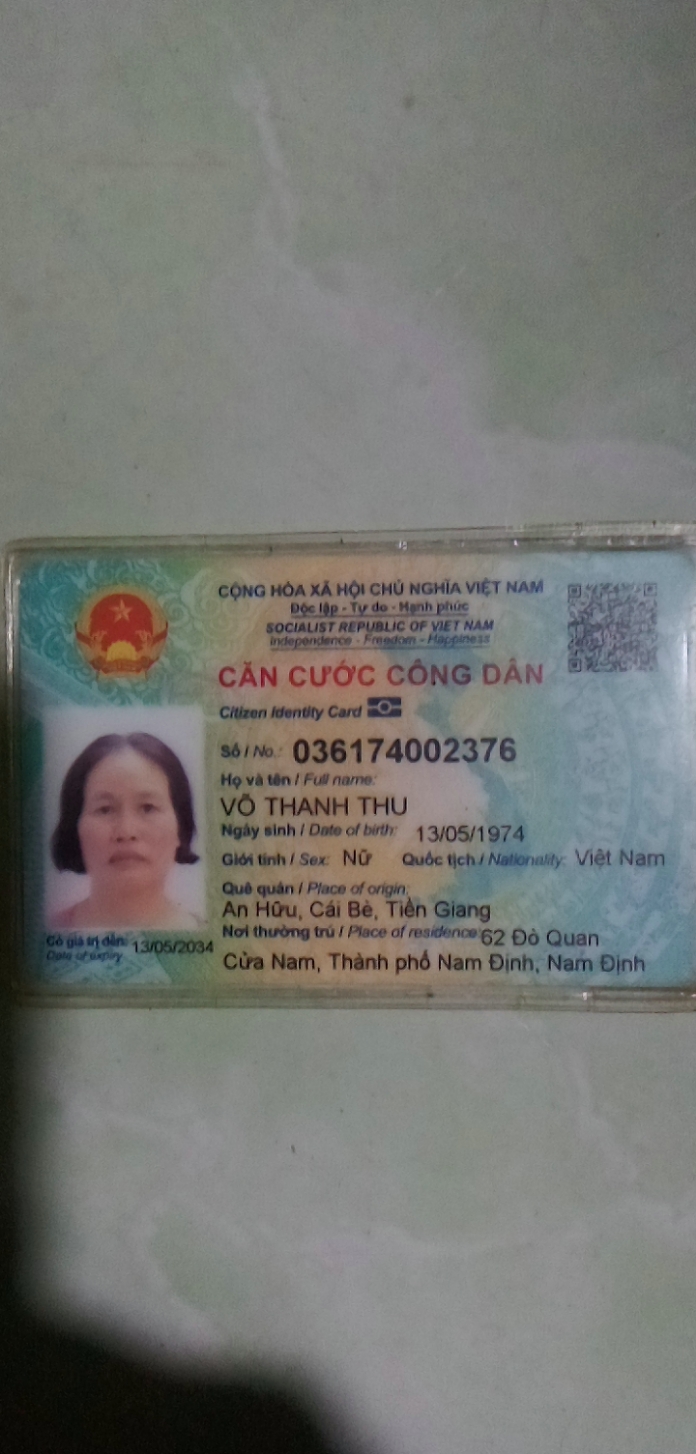 CỘNG HÒA XÃ HỘI CHỦ NGHĨA VIỆT NAM
Độc lập - Tự do - Hạnh phúc
SOCIALIST REPUBLIC OF VIET NAM
Independence - Freedom - Happiness
CĂN CƯỚC CÔNG DÂN
Citizen Identity Card
Số / No.: 036174002376
Họ và tên / Full name:
VÕ THANH THU
Ngày sinh / Date of birth: 13/05/1974
Giới tính / Sex: Nữ Quốc tịch / Nationality: Việt Nam
Quê quán / Place of origin:
An Hữu, Cái Bè, Tiền Giang
Nơi thường trú / Place of residence: 62 Đò Quan
Cửa Nam, Thành phố Nam Định, Nam Định
Có giá trị đến: 13/05/2034
Date of expiry